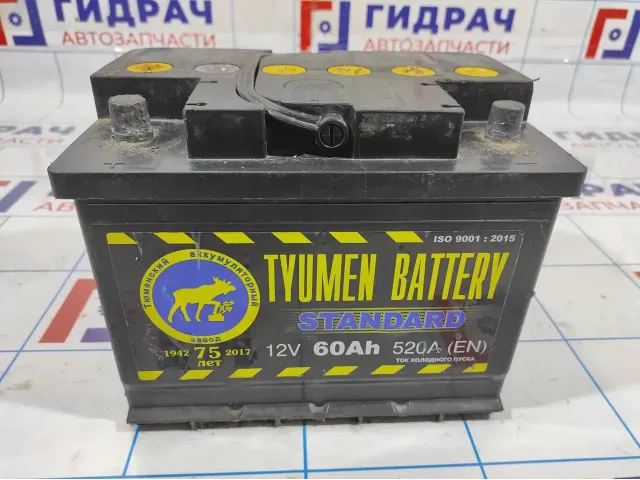 ГИДРАЧ
АВТОЗАПЧАСТИ
ГИДРАЧ
АВТОЗАПЧАСТИ
ISO 9001 : 2015
Тюменский аккумуляторный
завод
1942 75 2017
лет
TYUMEN BATTERY
STANDARD
12V 60Ah 520A (EN)
ТОК ХОЛОДНОГО ПУСКА